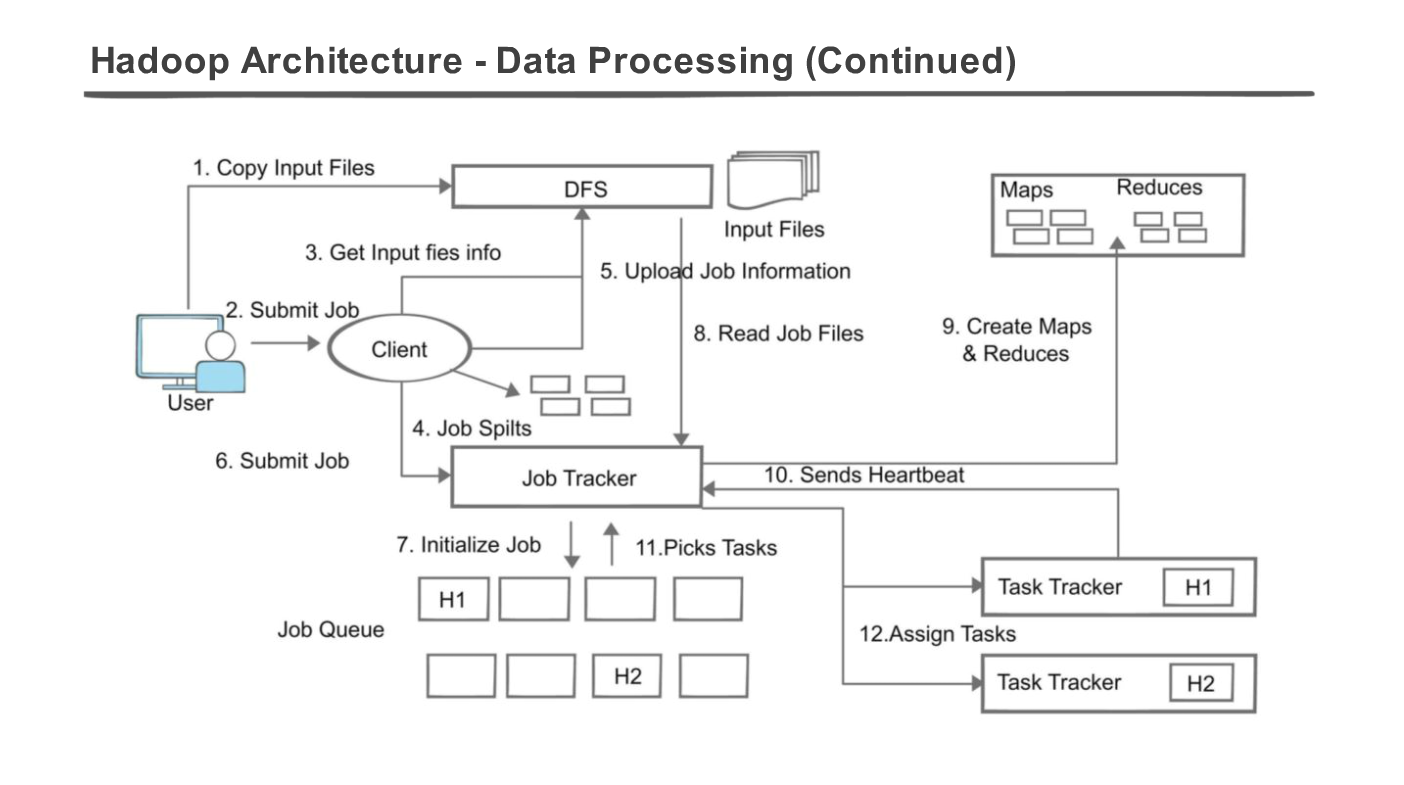 Hadoop Architecture - Data Processing (Continued)
1. Copy Input Files
DFS
Input Files
Maps
Reduces
3. Get Input fies info
5. Upload Job Information
2. Submit Job
Client
User
8. Read Job Files
9. Create Maps
& Reduces
4. Job Spilts
6. Submit Job
Job Tracker
10. Sends Heartbeat
7. Initialize Job
11.Picks Tasks
H1
Job Queue
H2
Task Tracker
H1
12.Assign Tasks
Task Tracker
H2